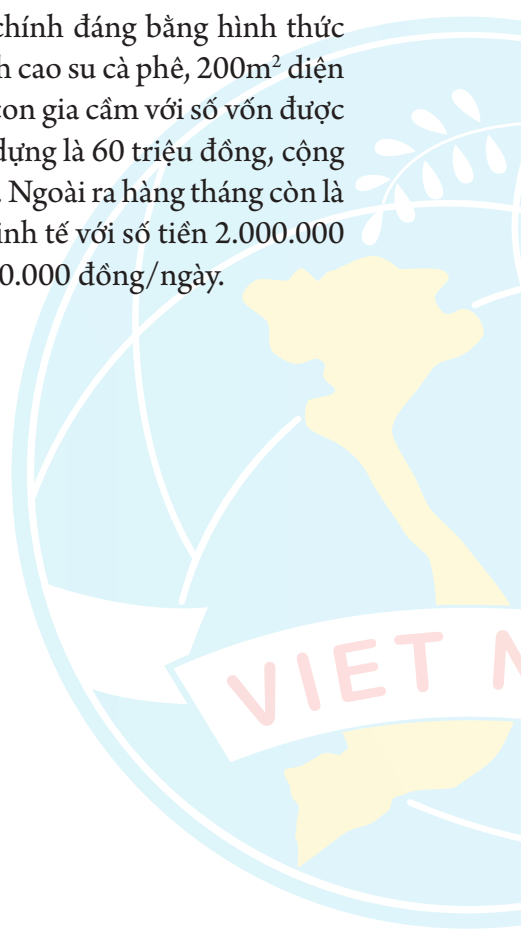 chính đáng bằng hình thức
h cao su cà phê, 200m² diện
con gia cầm với số vốn được
dựng là 60 triệu đồng, cộng
. Ngoài ra hàng tháng còn là
inh tế với số tiền 2.000.000
0.000 đồng/ngày.
VIET N